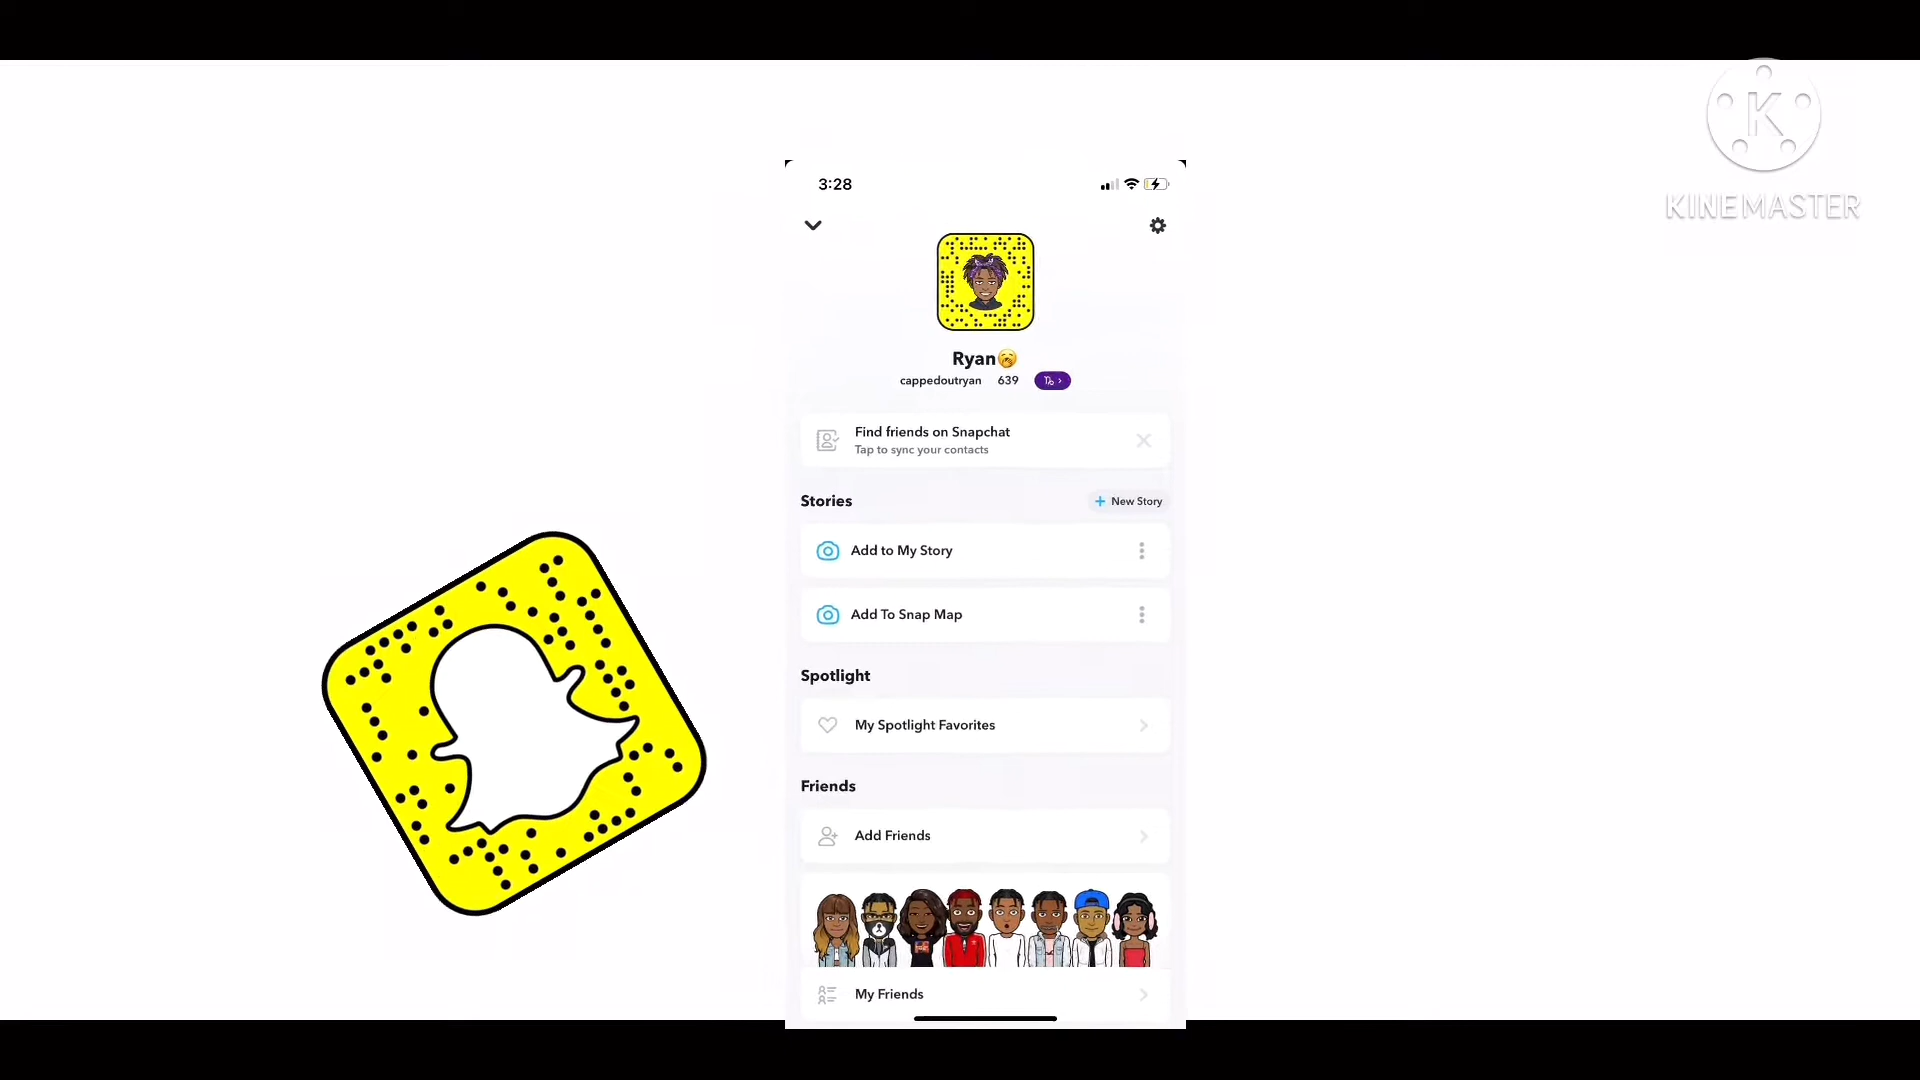 KINEMASTER
3:28
Ryan🥱
cappedoutryan 639
Find friends on Snapchat
Tap to sync your contacts
Stories
+ New Story
Add to My Story
Add To Snap Map
Spotlight
My Spotlight Favorites
Friends
Add Friends
My Friends